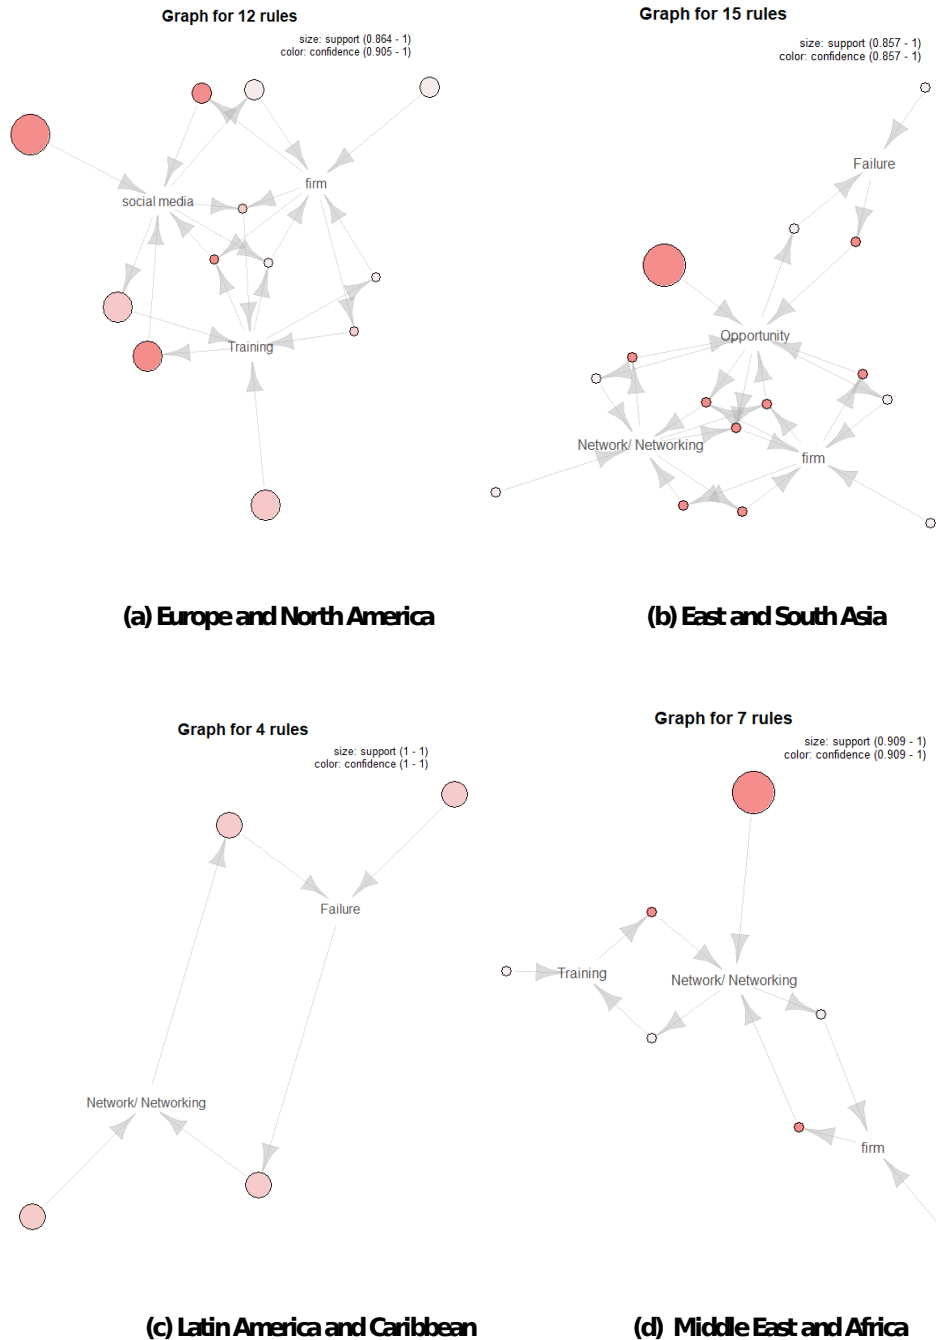 Graph for 12 rules
size: support (0.864 - 1)
color: confidence (0.905 - 1)
firm
social media
Training
(a) Europe and North America
Graph for 15 rules
size: support (0.857 - 1)
color: confidence (0.857 - 1)
Failure
Opportunity
Network/ Networking
firm
(b) East and South Asia
Graph for 4 rules
size: support (1 - 1)
color: confidence (1 - 1)
Failure
Network/ Networking
(c) Latin America and Caribbean
Graph for 7 rules
size: support (0.909 - 1)
color: confidence (0.909 - 1)
Training
Network/ Networking
firm
(d) Middle East and Africa